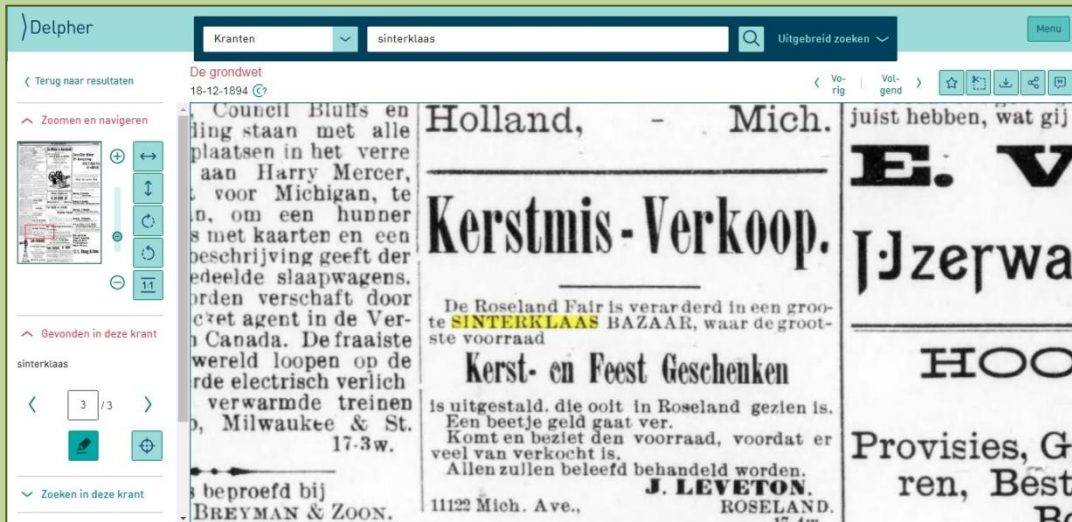 Delpher
Kranten
sinterklaas
Uitgebreid zoeken
Menu
Terug naar resultaten
De grondwet
18-12-1894
C?
Vo-
rig
Vol-
gend
Zoomen en navigeren
1:1
Gevonden in deze krant
sinterklaas
3 / 3
Zoeken in deze krant
Council Bluffs en
ling staan met alle
plaatsen in het verre
aan Harry Mercer,
voor Michigan, te
n, om een hunner
s met kaarten en een
beschrijving geeft der
edeelde slaapwagens.
orden verschaft door
cket agent in de Ver-
Canada. De fraaiste
wereld loopen op de
rde electrisch verlich
verwarmde treinen
, Milwaukee & St.
17-3w.
beproefd bij
BREYMAN & ZOON.
Holland, - Mich.
Kerstmis-Verkoop.
De Roseland Fair is verarderd in een groo-
te SINTERKLAAS BAZAAR, waar de groot-
ste voorraad
Kerst- en Feest Geschenken
is uitgestald. die ooit in Roseland gezien is.
Een beetje geld gaat ver.
Komt en beziet den voorraad, voordat er
veel van verkocht is.
Allen zullen beleefd behandeld worden.
J. LEVETON.
11122 Mich. Ave., ROSELAND.
juist hebben, wat gij
E. V
IJzerwa
HOO
Provisies, G
ren, Best